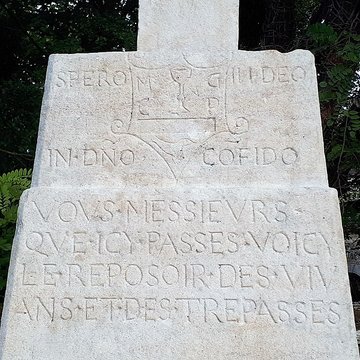 SPERO M G IN DEO
C P
IN·DNO COFIDO
VOVS·MESSIEVRS·
QVE·ICY·PASSES·VOICY
LE·REPOSOIR·DES·VIV
ANS·ET·DES·TREPASSES